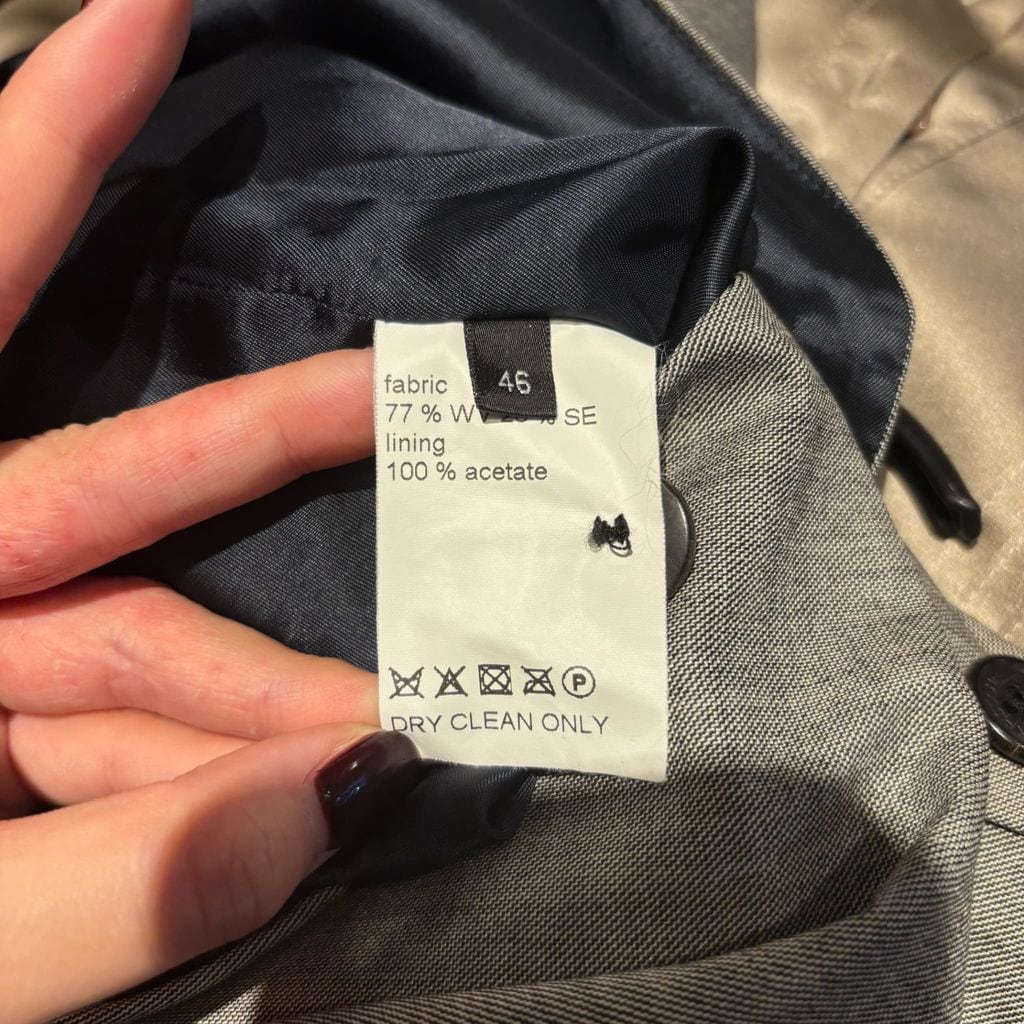 46
fabric
77 % % SE
lining
100 % acetate
P
DRY CLEAN ONLY